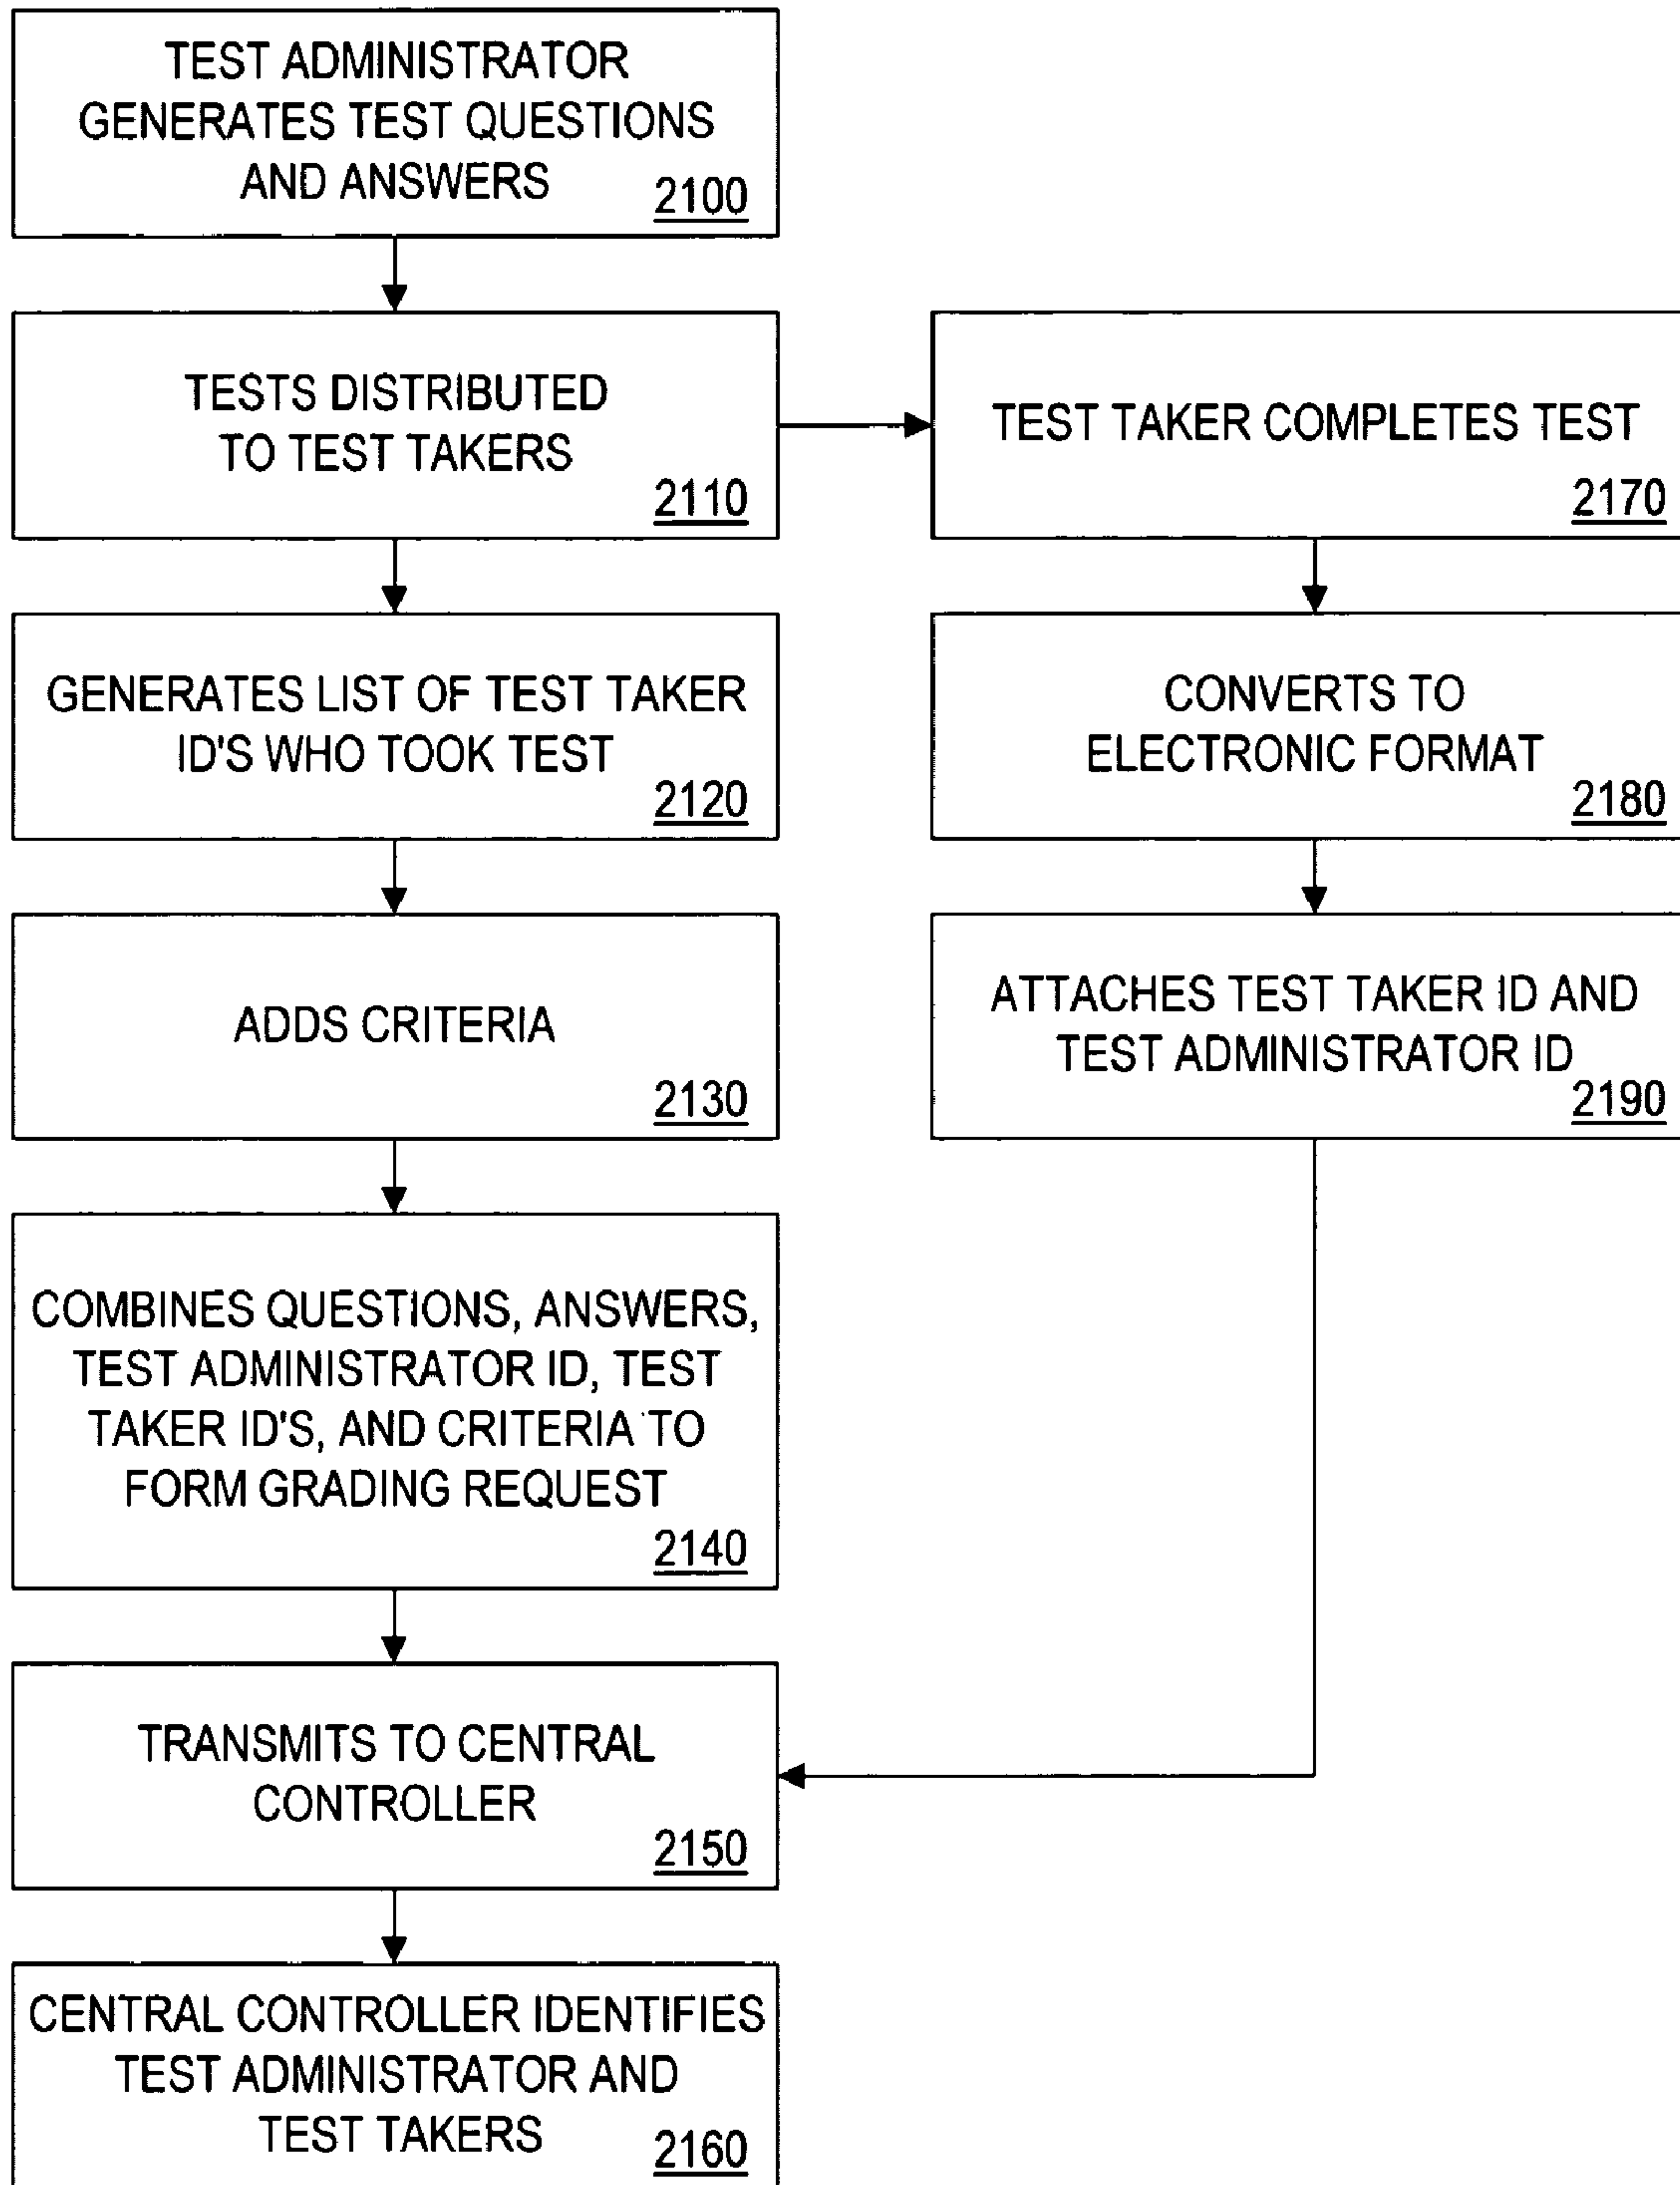 TEST ADMINISTRATOR
GENERATES TEST QUESTIONS
AND ANSWERS
2100
TESTS DISTRIBUTED
TO TEST TAKERS
2110
TEST TAKER COMPLETES TEST
2170
GENERATES LIST OF TEST TAKER
ID'S WHO TOOK TEST
2120
CONVERTS TO
ELECTRONIC FORMAT
2180
ADDS CRITERIA
2130
ATTACHES TEST TAKER ID AND
TEST ADMINISTRATOR ID
2190
COMBINES QUESTIONS, ANSWERS,
TEST ADMINISTRATOR ID, TEST
TAKER ID'S, AND CRITERIA TO
FORM GRADING REQUEST
2140
TRANSMITS TO CENTRAL
CONTROLLER
2150
CENTRAL CONTROLLER IDENTIFIES
TEST ADMINISTRATOR AND
TEST TAKERS
2160